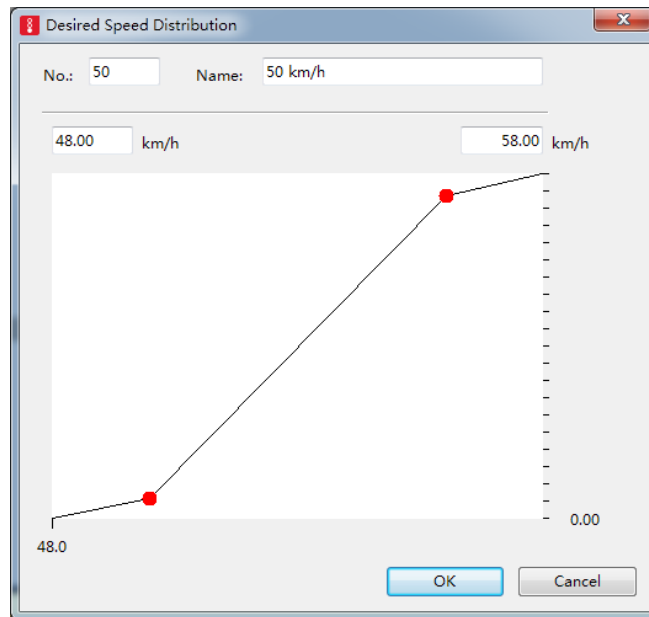 Desired Speed Distribution
No.: 50 Name: 50 km/h
48.00 km/h 58.00 km/h
0.00
48.0
OK Cancel